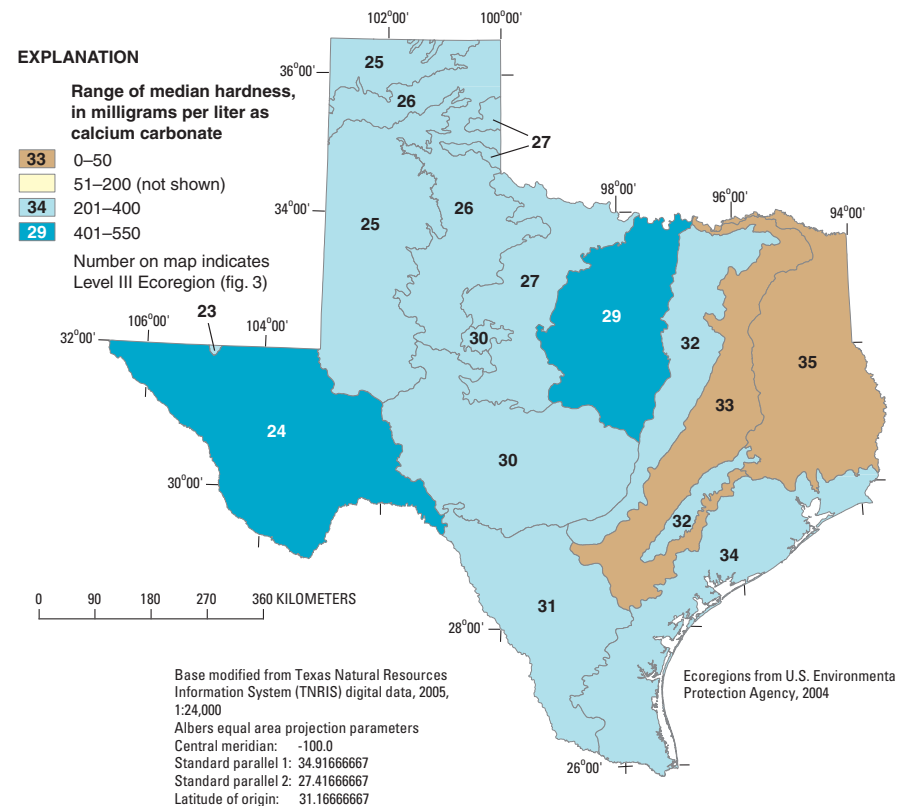 102°00'
100°00'
EXPLANATION
Range of median hardness,
in milligrams per liter as
calcium carbonate
33 0–50
51–200 (not shown)
34 201–400
29 401–550
Number on map indicates
Level III Ecoregion (fig. 3)
36°00'
25
26
27
34°00'
98°00'
96°00'
94°00'
25
26
27
23
106°00'
104°00'
32°00'
30
29
32
35
33
24
30
30°00'
32
34
31
0 90 180 270 360 KILOMETERS
28°00'
Base modified from Texas Natural Resources
Information System (TNRIS) digital data, 2005,
1:24,000
Albers equal area projection parameters
Central meridian: -100.0
Standard parallel 1: 34.91666667
Standard parallel 2: 27.41666667
Latitude of origin: 31.16666667
Ecoregions from U.S. Environmenta
Protection Agency, 2004
26°00'